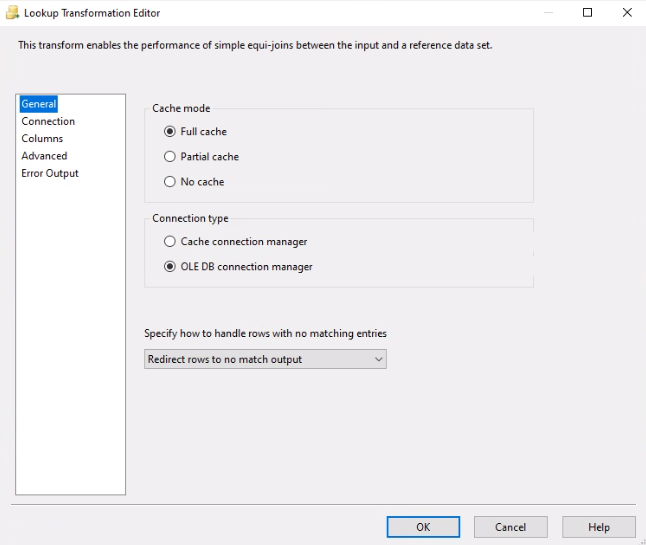 Lookup Transformation Editor
This transform enables the performance of simple equi-joins between the input and a reference data set.
General
Connection
Columns
Advanced
Error Output
Cache mode
Full cache
Partial cache
No cache
Connection type
Cache connection manager
OLE DB connection manager
Specify how to handle rows with no matching entries
Redirect rows to no match output
OK
Cancel
Help